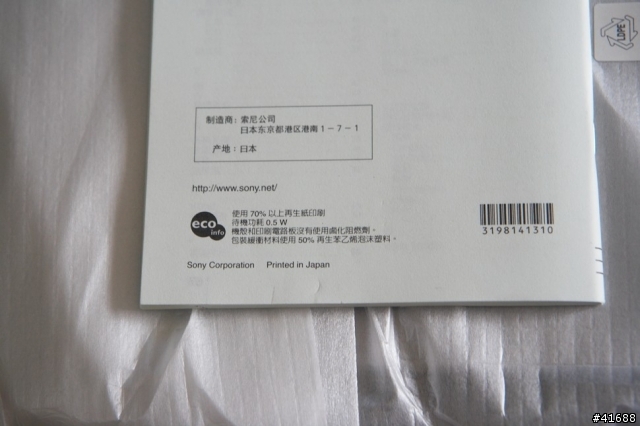 LDPE
制造商: 索尼公司
日本东京都港区港南1-7-1
产地: 日本
http://www.sony.net/
eco info
使用 70% 以上再生紙印刷
待機功耗 0.5 W
機殼和印刷電路板沒有使用鹵化阻燃劑。
包裝緩衝材料使用 50% 再生苯乙烯泡沫塑料。
3198141310
Sony Corporation Printed in Japan
#41688